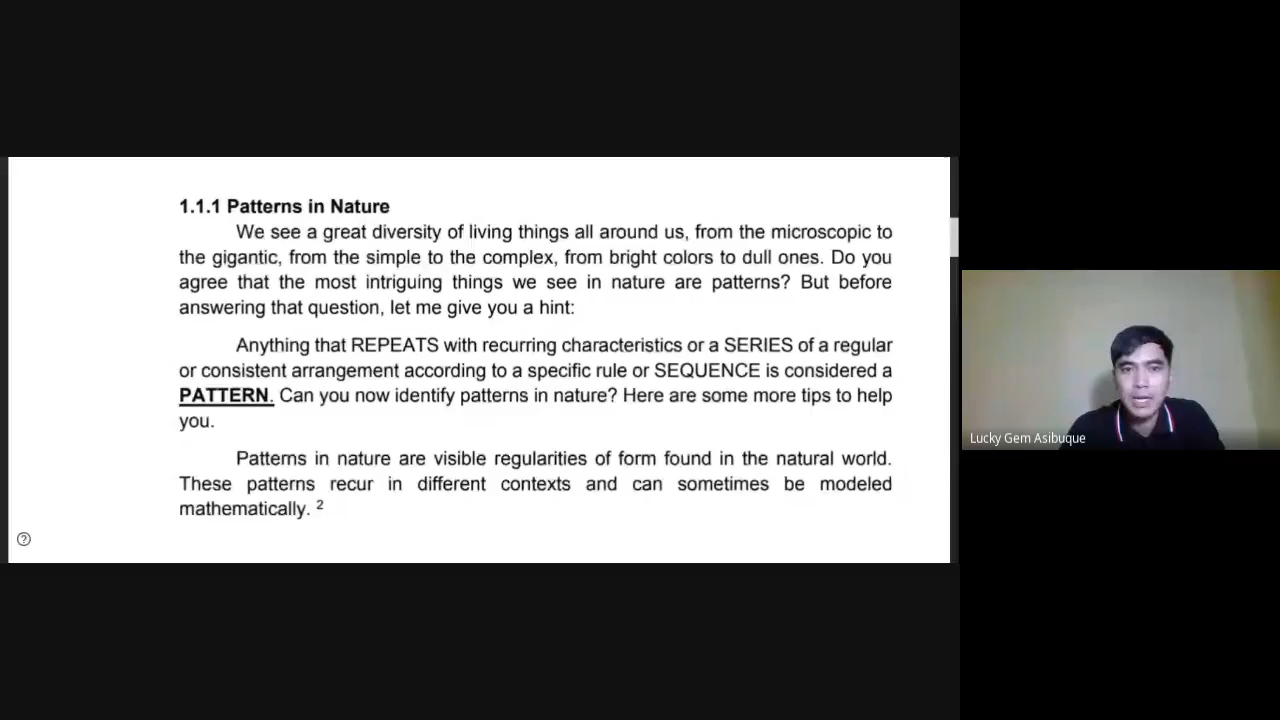 1.1.1 Patterns in Nature
We see a great diversity of living things all around us, from the microscopic to
the gigantic, from the simple to the complex, from bright colors to dull ones. Do you
agree that the most intriguing things we see in nature are patterns? But before
answering that question, let me give you a hint:
Anything that REPEATS with recurring characteristics or a SERIES of a regular
or consistent arrangement according to a specific rule or SEQUENCE is considered a
PATTERN. Can you now identify patterns in nature? Here are some more tips to help
you.
Patterns in nature are visible regularities of form found in the natural world.
These patterns recur in different contexts and can sometimes be modeled
mathematically. 2
?
Lucky Gem Asibuque